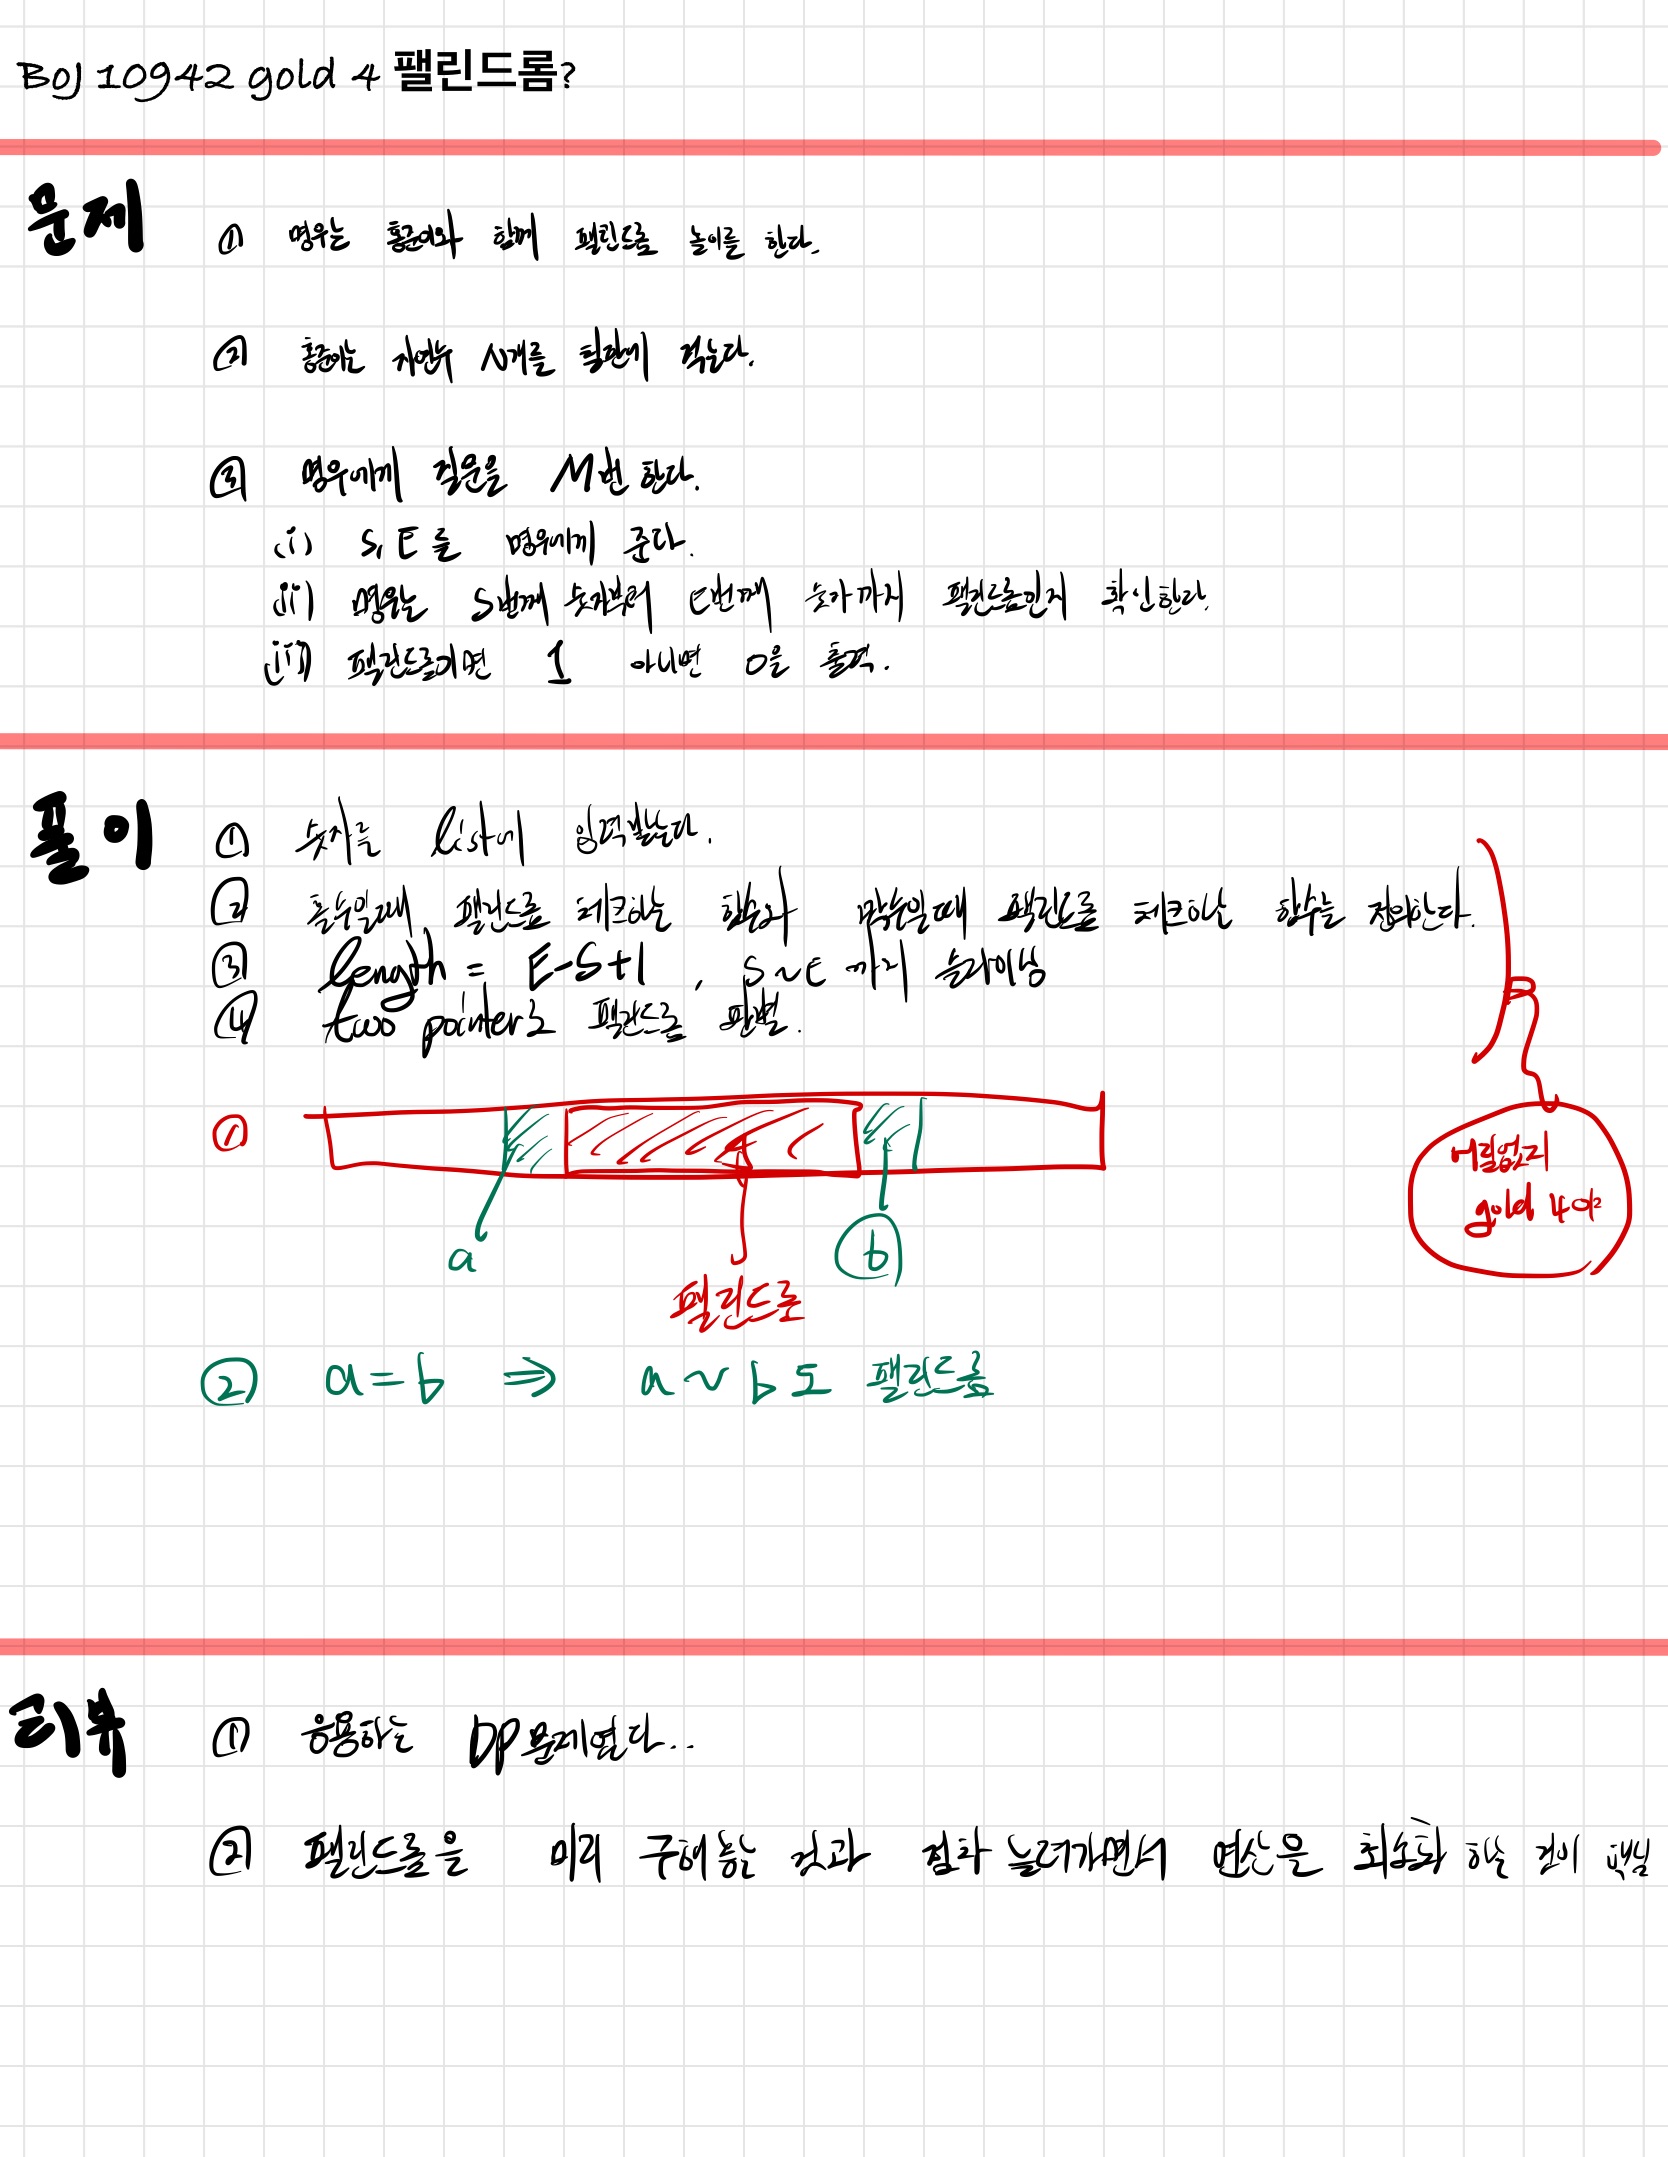 BOJ 10942 gold 4 팰린드롬?
문제
① 명우는 홍준이와 함께 팰린드롬 놀이를 한다.
② 홍준이는 자연수 N개를 칠판에 적는다.
③ 명우에게 질문을 M번 한다.
(i) S, E를 명우에게 준다.
(ii) 명우는 S번째 숫자부터 E번째 숫자까지 팰린드롬인지 확인한다.
(iii) 팰린드롬이면 1 아니면 0을 출력.
풀이
① 숫자를 list에 입력받는다.
② 홀수일때 팰린드롬 체크하는 함수와 짝수일때 팰린드롬 체크하는 함수를 정의한다.
③ length = E-S+1, S~E 까지 슬라이싱
④ two pointer로 팰린드롬 판별.
어림없지
gold 4야
①
a
b
팰린드롬
② a=b ⇒ a~b도 팰린드롬
리뷰
① 응용하는 DP문제였다..
② 팰린드롬을 미리 구해놓는 것과 점차 늘려가면서 연산을 최소화 하는 것이 핵심